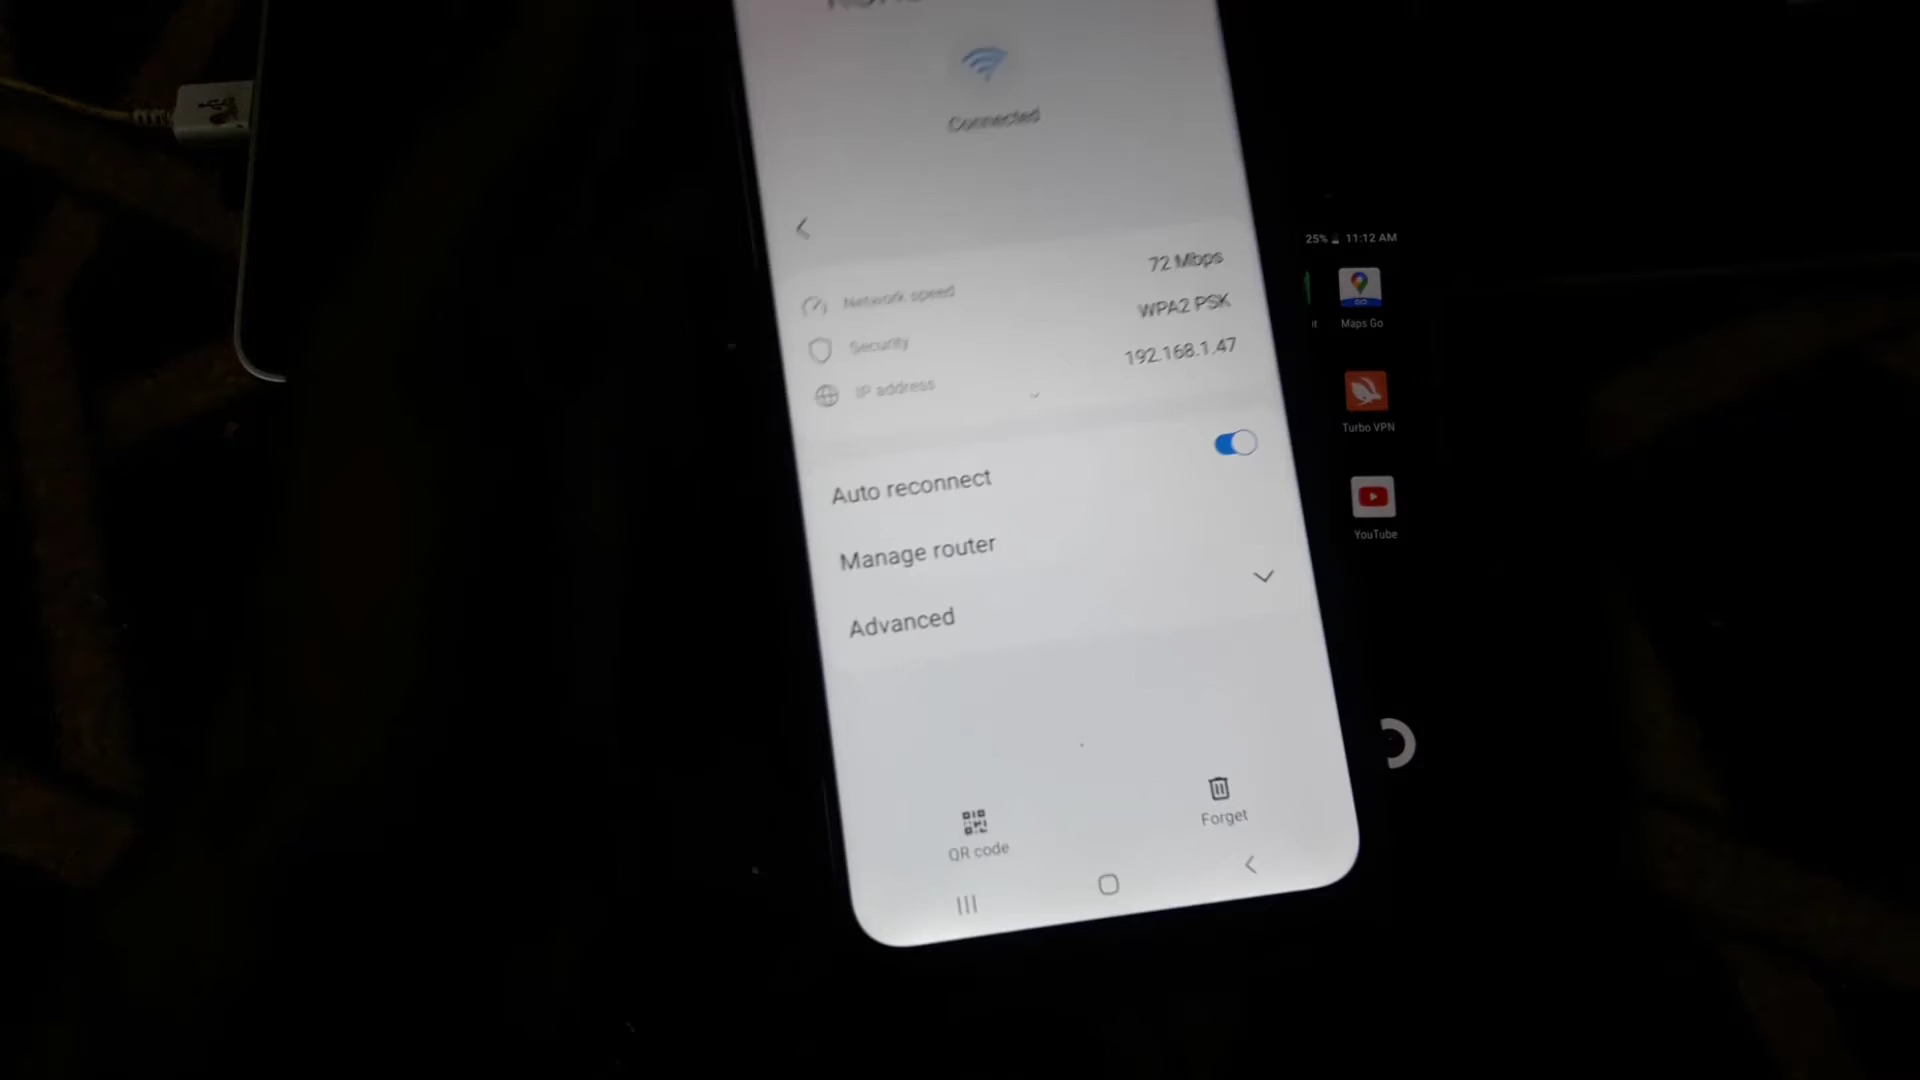 Connected
Network speed 72 Mbps
Security WPA2 PSK
IP address 192.168.1.47
Auto reconnect
Manage router
Advanced
QR code Forget
25% 11:12 AM
it Maps Go
Turbo VPN
YouTube